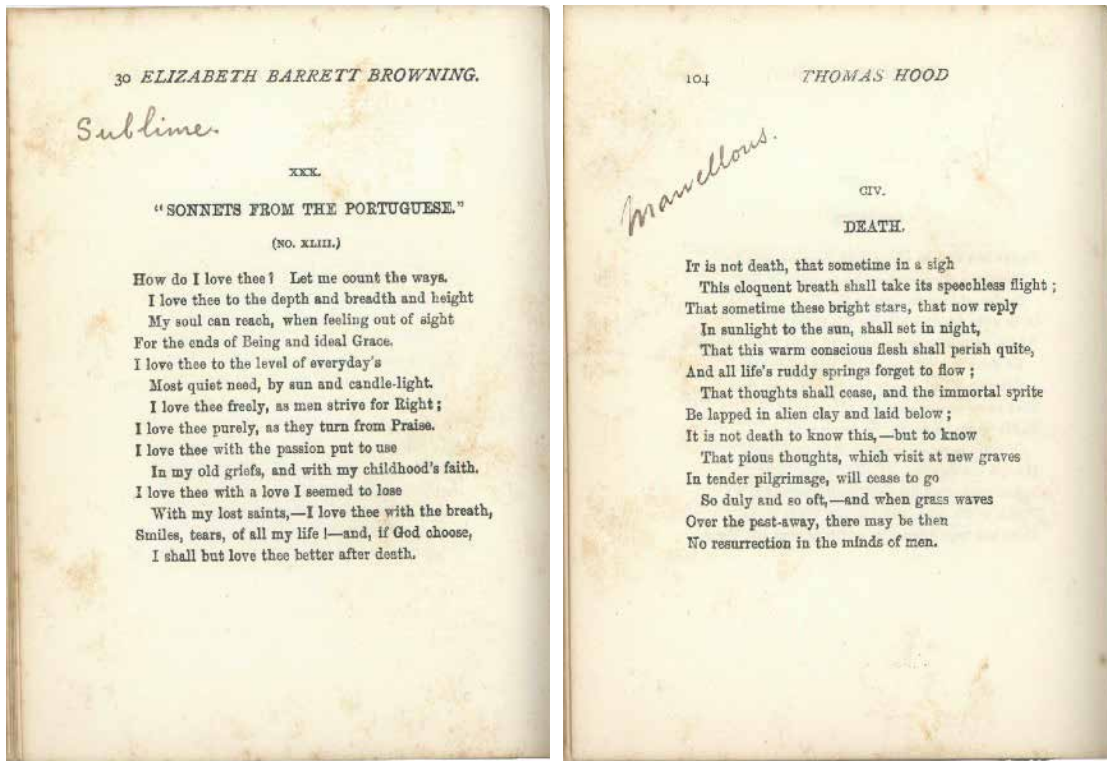 30 ELIZABETH BARRETT BROWNING.
Sublime.
XXX.
"SONNETS FROM THE PORTUGUESE."
(NO. XLIII.)
How do I love thee? Let me count the ways.
I love thee to the depth and breadth and height
My soul can reach, when feeling out of sight
For the ends of Being and ideal Grace.
I love thee to the level of everyday's
Most quiet need, by sun and candle-light.
I love thee freely, as men strive for Right;
I love thee purely, as they turn from Praise.
I love thee with the passion put to use
In my old griefs, and with my childhood's faith.
I love thee with a love I seemed to lose
With my lost saints,—I love thee with the breath,
Smiles, tears, of all my life!—and, if God choose,
I shall but love thee better after death.
104 THOMAS HOOD
Marvellous.
CIV.
DEATH.
IT is not death, that sometime in a sigh
This eloquent breath shall take its speechless flight;
That sometime these bright stars, that now reply
In sunlight to the sun, shall set in night,
That this warm conscious flesh shall perish quite,
And all life's ruddy springs forget to flow;
That thoughts shall cease, and the immortal sprite
Be lapped in alien clay and laid below;
It is not death to know this,—but to know
That pious thoughts, which visit at new graves
In tender pilgrimage, will cease to go
So duly and so oft,—and when grass waves
Over the past-away, there may be then
No resurrection in the minds of men.